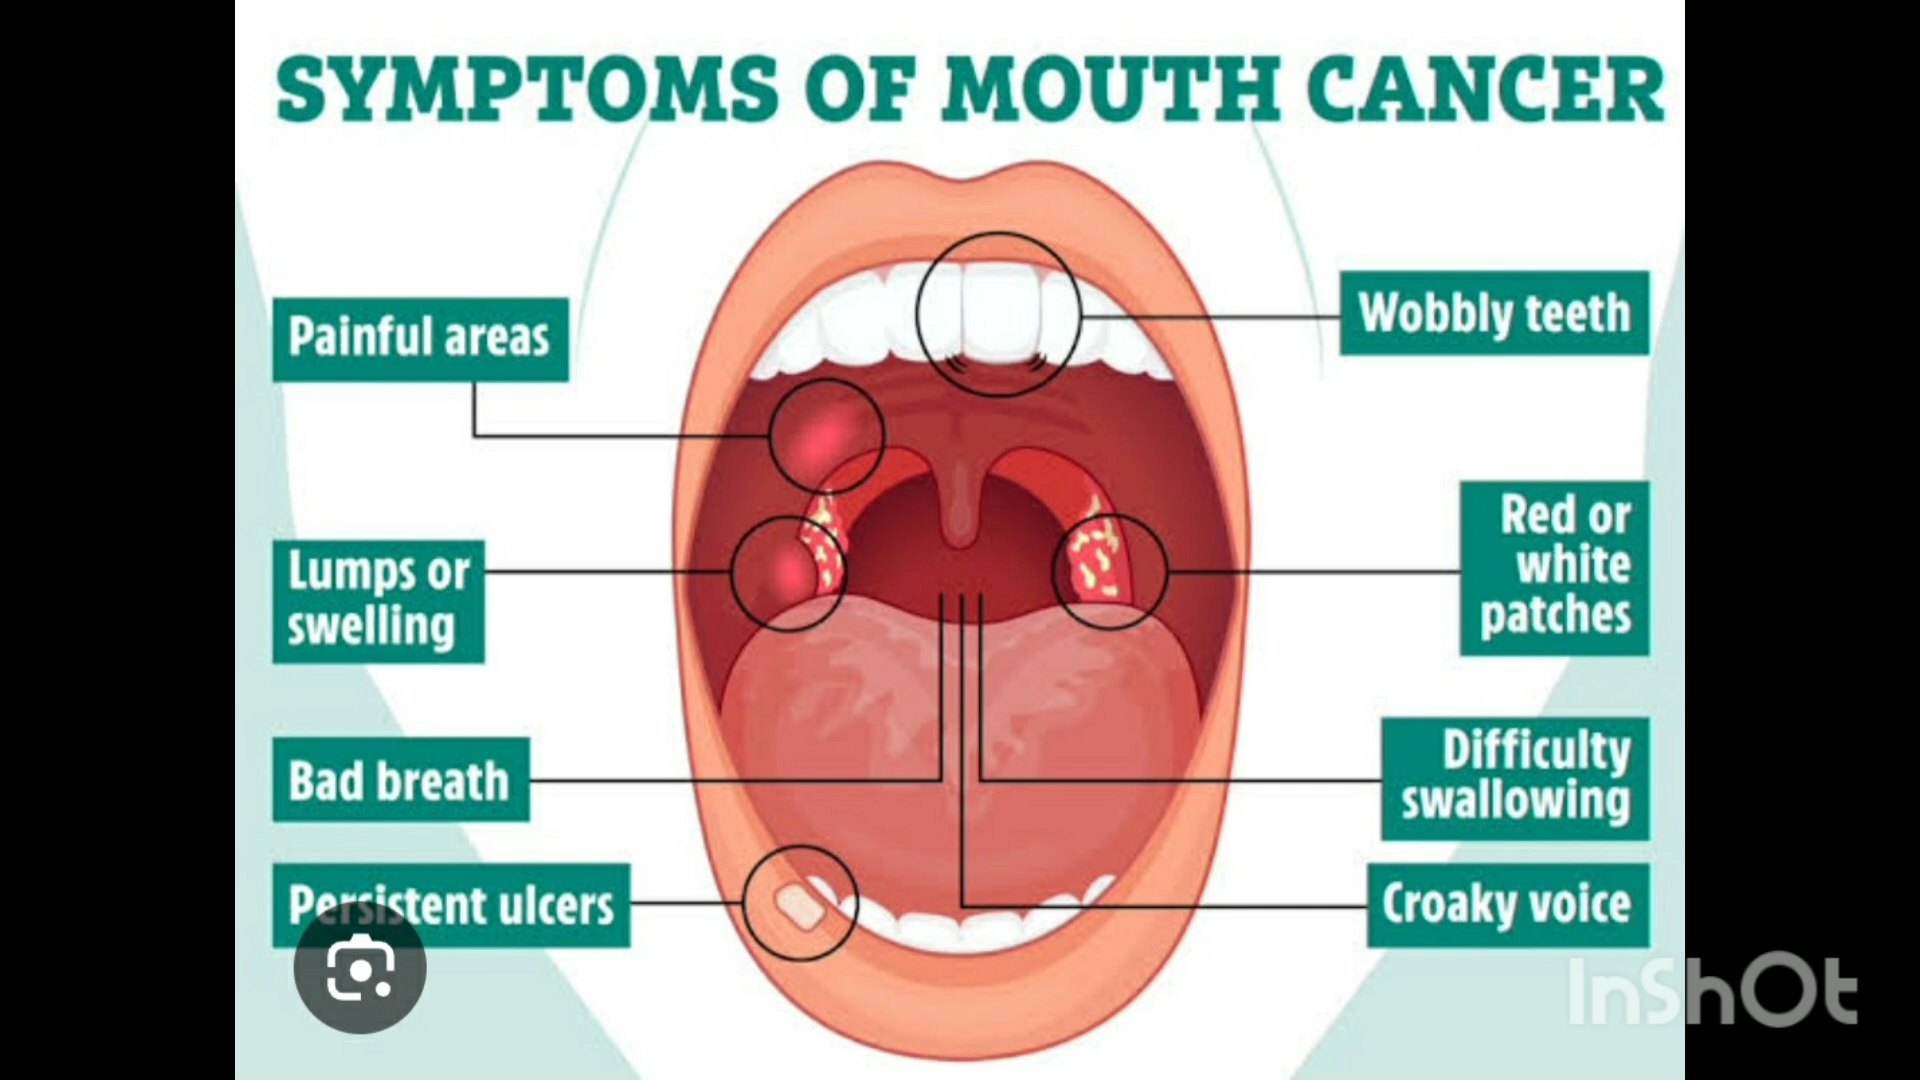 SYMPTOMS OF MOUTH CANCER
Painful areas
Wobbly teeth
Lumps or
swelling
Red or
white
patches
Bad breath
Difficulty
swallowing
Persistent ulcers
Croaky voice
InShOt